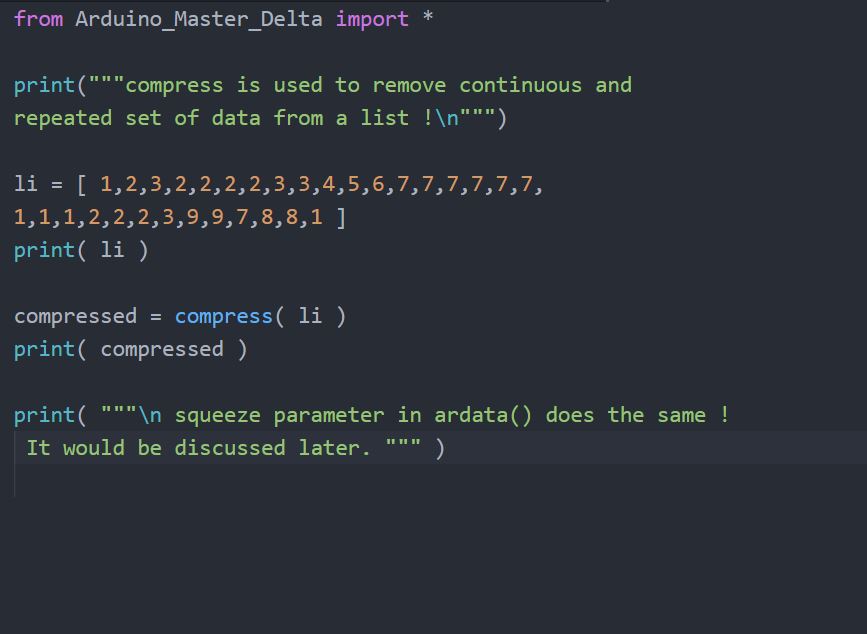 from Arduino_Master_Delta import *
print("""compress is used to remove continuous and
repeated set of data from a list !\n""")
li = [ 1,2,3,2,2,2,2,3,3,4,5,6,7,7,7,7,7,7,
1,1,1,2,2,2,3,9,9,7,8,8,1 ]
print( li )
compressed = compress( li )
print( compressed )
print( """\n squeeze parameter in ardata() does the same !
It would be discussed later. """ )